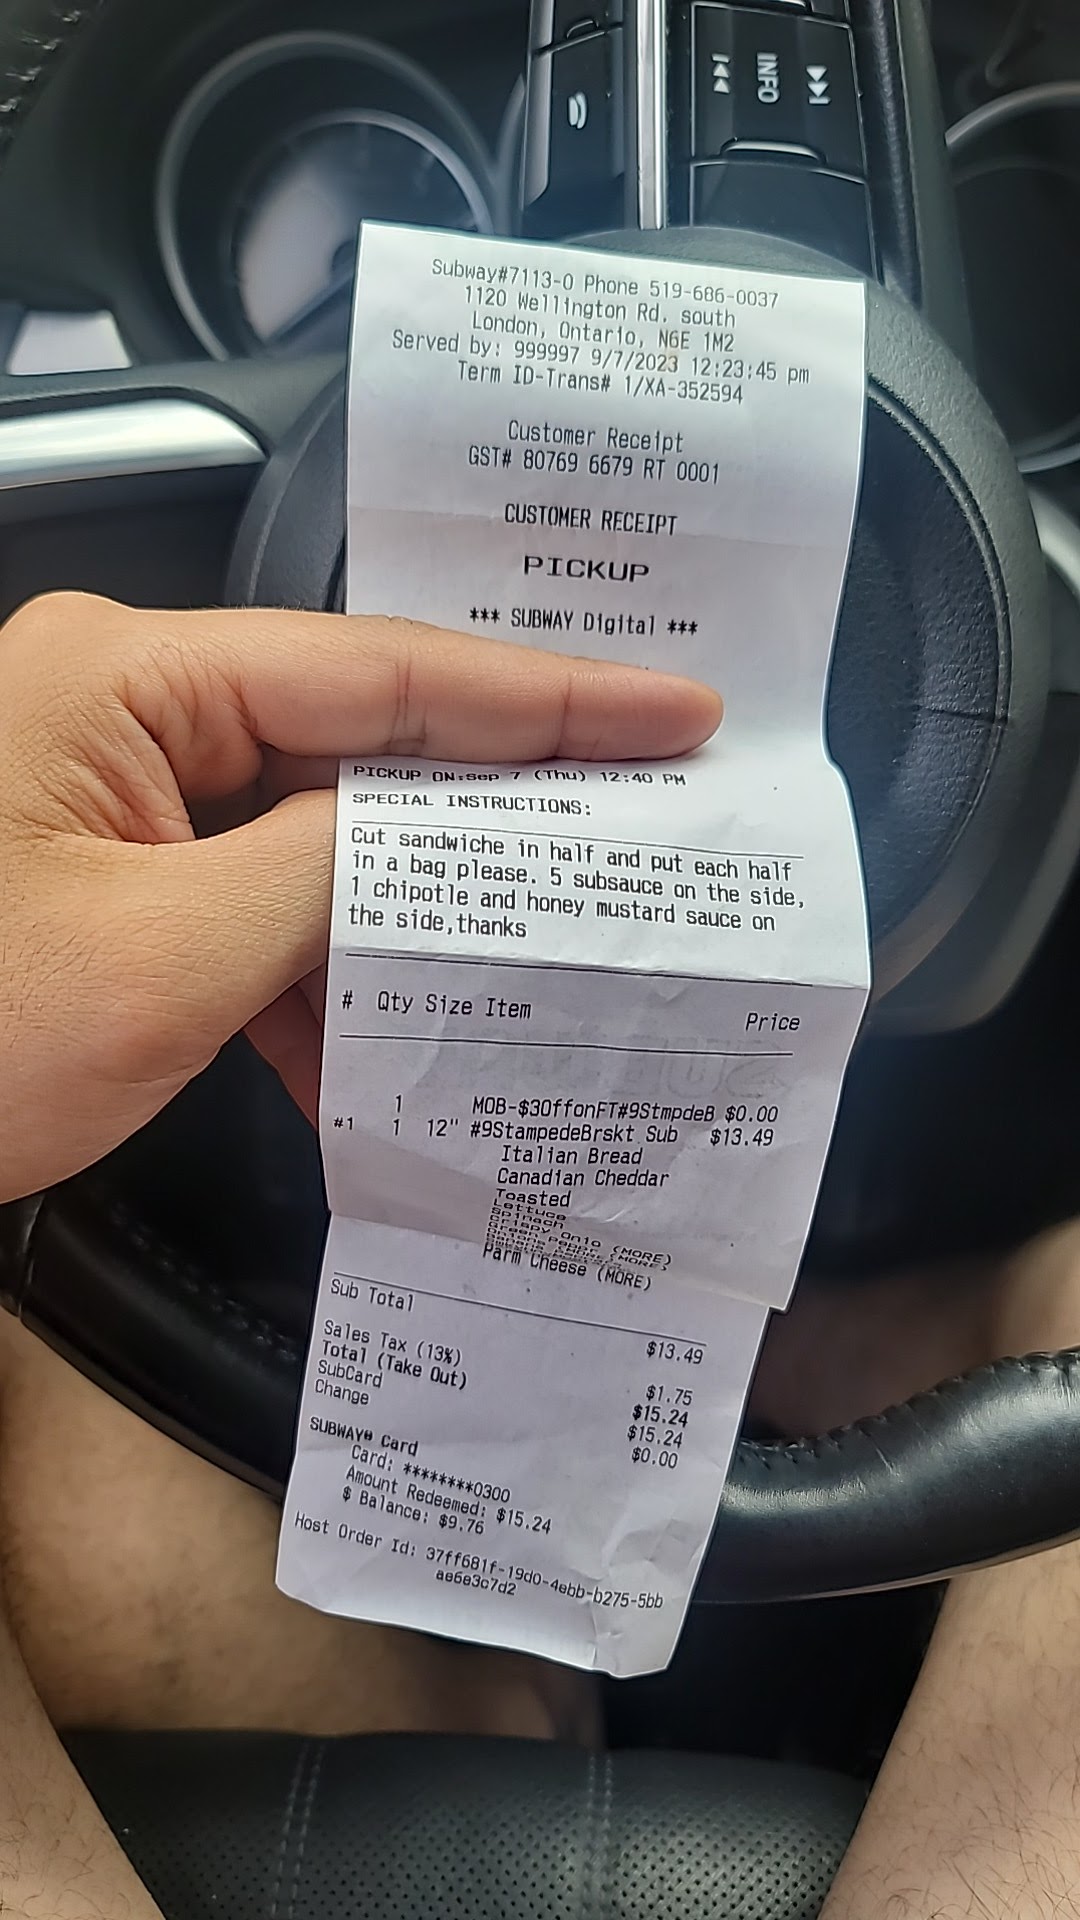 INFO
Subway#7113-0 Phone 519-686-0037
1120 Wellington Rd. south
London, Ontario, N6E 1M2
Served by: 999997 9/7/2023 12:23:45 pm
Term ID-Trans# 1/XA-352594
Customer Receipt
GST# 80769 6679 RT 0001
CUSTOMER RECEIPT
PICKUP
*** SUBWAY Digital ***
PICKUP ON:Sep 7 (Thu) 12:40 PM
SPECIAL INSTRUCTIONS:
Cut sandwiche in half and put each half
in a bag please. 5 subsauce on the side,
1 chipotle and honey mustard sauce on
the side,thanks
# Qty Size Item Price
1 MOB-$3OffonFT#9StmpdeB $0.00
#1 1 12" #9StampedeBrskt Sub $13.49
Italian Bread
Canadian Cheddar
Toasted
Lettuce
Spinach
Crispy Onio (MORE)
Green Peppr (MORE)
Parm Cheese (MORE)
Sub Total $13.49
Sales Tax (13%) $1.75
Total (Take Out) $15.24
SubCard $15.24
Change $0.00
SUBWAY® Card
Card: ********0300
Amount Redeemed: $15.24
$ Balance: $9.76
Host Order Id: 37ff681f-19d0-4ebb-b275-5bb
ae6e3c7d2